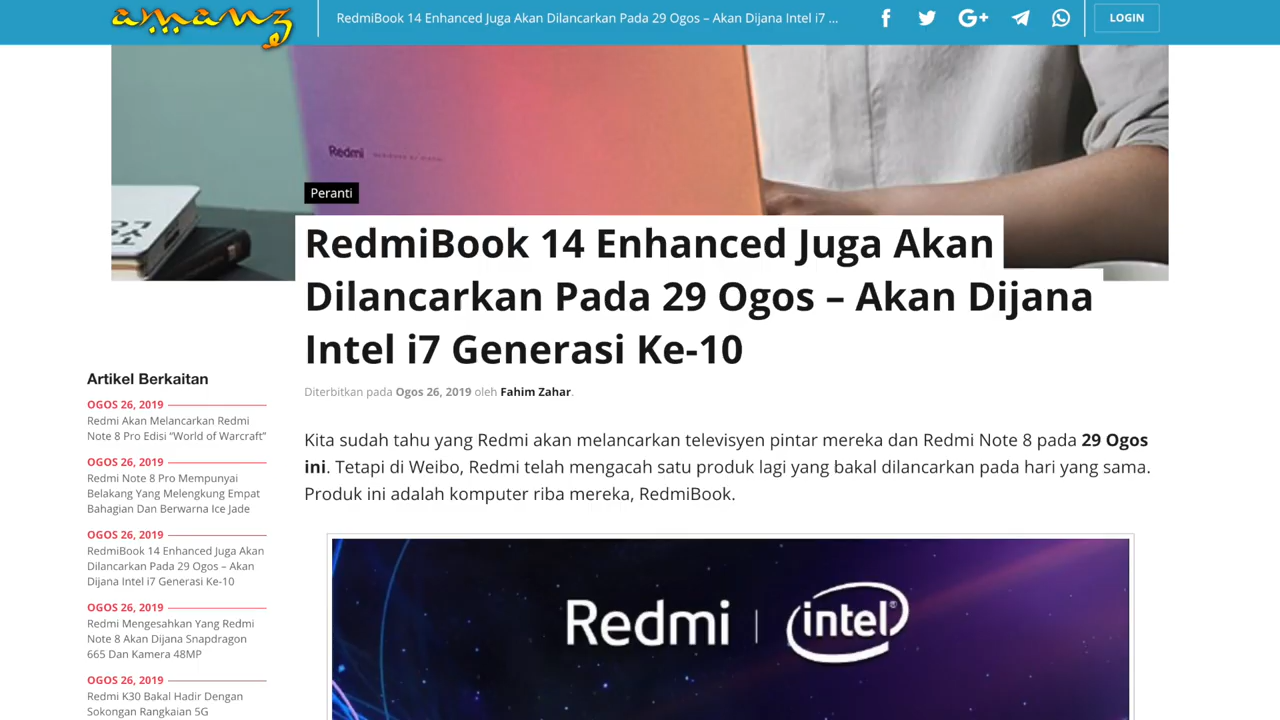 amanz
RedmiBook 14 Enhanced Juga Akan Dilancarkan Pada 29 Ogos – Akan Dijana Intel i7 ...
LOGIN
Redmi
Peranti
RedmiBook 14 Enhanced Juga Akan
Dilancarkan Pada 29 Ogos – Akan Dijana
Intel i7 Generasi Ke-10
Diterbitkan pada Ogos 26, 2019 oleh Fahim Zahar.
Artikel Berkaitan
OGOS 26, 2019
Redmi Akan Melancarkan Redmi
Note 8 Pro Edisi “World of Warcraft”
OGOS 26, 2019
Redmi Note 8 Pro Mempunyai
Belakang Yang Melengkung Empat
Bahagian Dan Berwarna Ice Jade
OGOS 26, 2019
RedmiBook 14 Enhanced Juga Akan
Dilancarkan Pada 29 Ogos – Akan
Dijana Intel i7 Generasi Ke-10
OGOS 26, 2019
Redmi Mengesahkan Yang Redmi
Note 8 Akan Dijana Snapdragon
665 Dan Kamera 48MP
OGOS 26, 2019
Redmi K30 Bakal Hadir Dengan
Sokongan Rangkaian 5G
Kita sudah tahu yang Redmi akan melancarkan televisyen pintar mereka dan Redmi Note 8 pada 29 Ogos
ini. Tetapi di Weibo, Redmi telah mengacah satu produk lagi yang bakal dilancarkan pada hari yang sama.
Produk ini adalah komputer riba mereka, RedmiBook.
Redmi | intel®